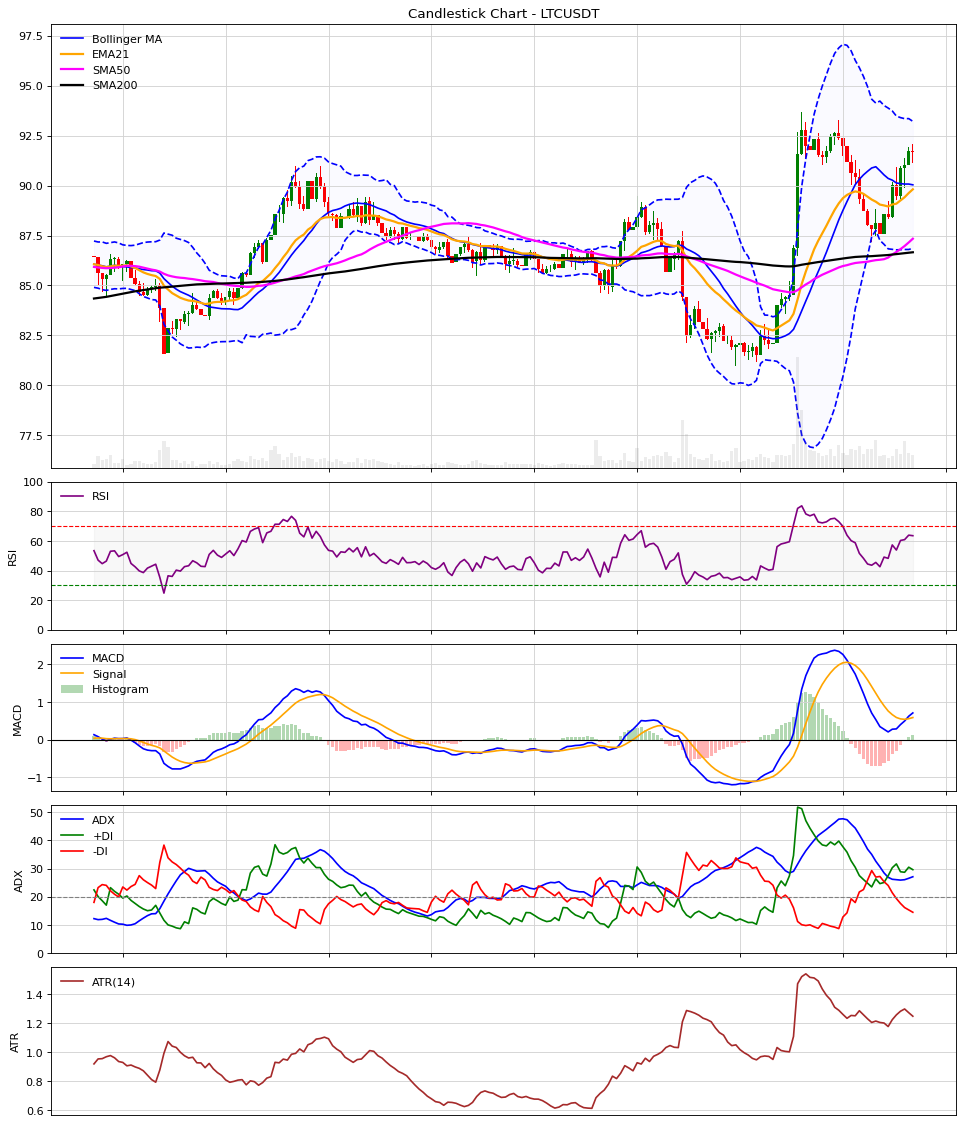 Candlestick Chart - LTCUSDT
97.5
95.0
92.5
90.0
87.5
85.0
82.5
80.0
77.5
Bollinger MA
EMA21
SMA50
SMA200
100
80
60
40
20
0
RSI
RSI
2
1
0
−1
MACD
MACD
Signal
Histogram
50
40
30
20
10
0
ADX
ADX
+DI
-DI
1.4
1.2
1.0
0.8
0.6
ATR
ATR(14)